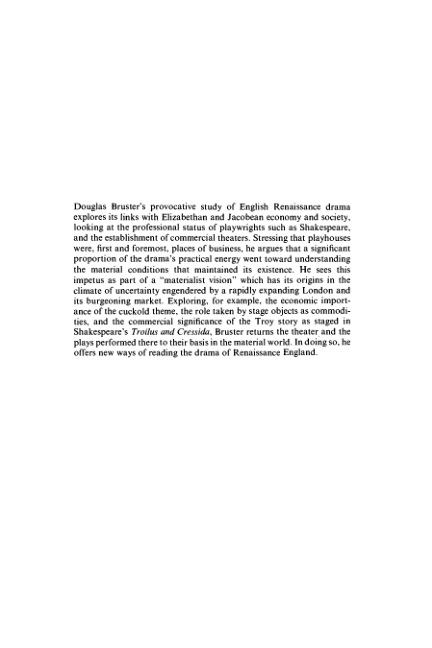 Douglas Bruster's provocative study of English Renaissance drama
explores its links with Elizabethan and Jacobean economy and society,
looking at the professional status of playwrights such as Shakespeare,
and the establishment of commercial theaters. Stressing that playhouses
were, first and foremost, places of business, he argues that a significant
proportion of the drama's practical energy went toward understanding
the material conditions that maintained its existence. He sees this
impetus as part of a "materialist vision" which has its origins in the
climate of uncertainty engendered by a rapidly expanding London and
its burgeoning market. Exploring, for example, the economic import-
ance of the cuckold theme, the role taken by stage objects as commodi-
ties, and the commercial significance of the Troy story as staged in
Shakespeare's Troilus and Cressida, Bruster returns the theater and the
plays performed there to their basis in the material world. In doing so, he
offers new ways of reading the drama of Renaissance England.